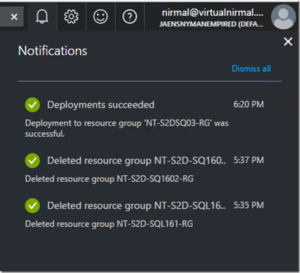 nirmal@virtualnirmal....
JAENSNYMANEMPIRED (DEFA...
Notifications
Dismiss all
Deployments succeeded 6:20 PM
Deployment to resource group 'NT-S2DSQ03-RG' was
successful.
Deleted resource group NT-S2D-SQ160... 5:37 PM
Deleted resource group NT-S2D-SQ1602-RG
Deleted resource group NT-S2D-SQL16... 5:35 PM
Deleted resource group NT-S2D-SQL161-RG